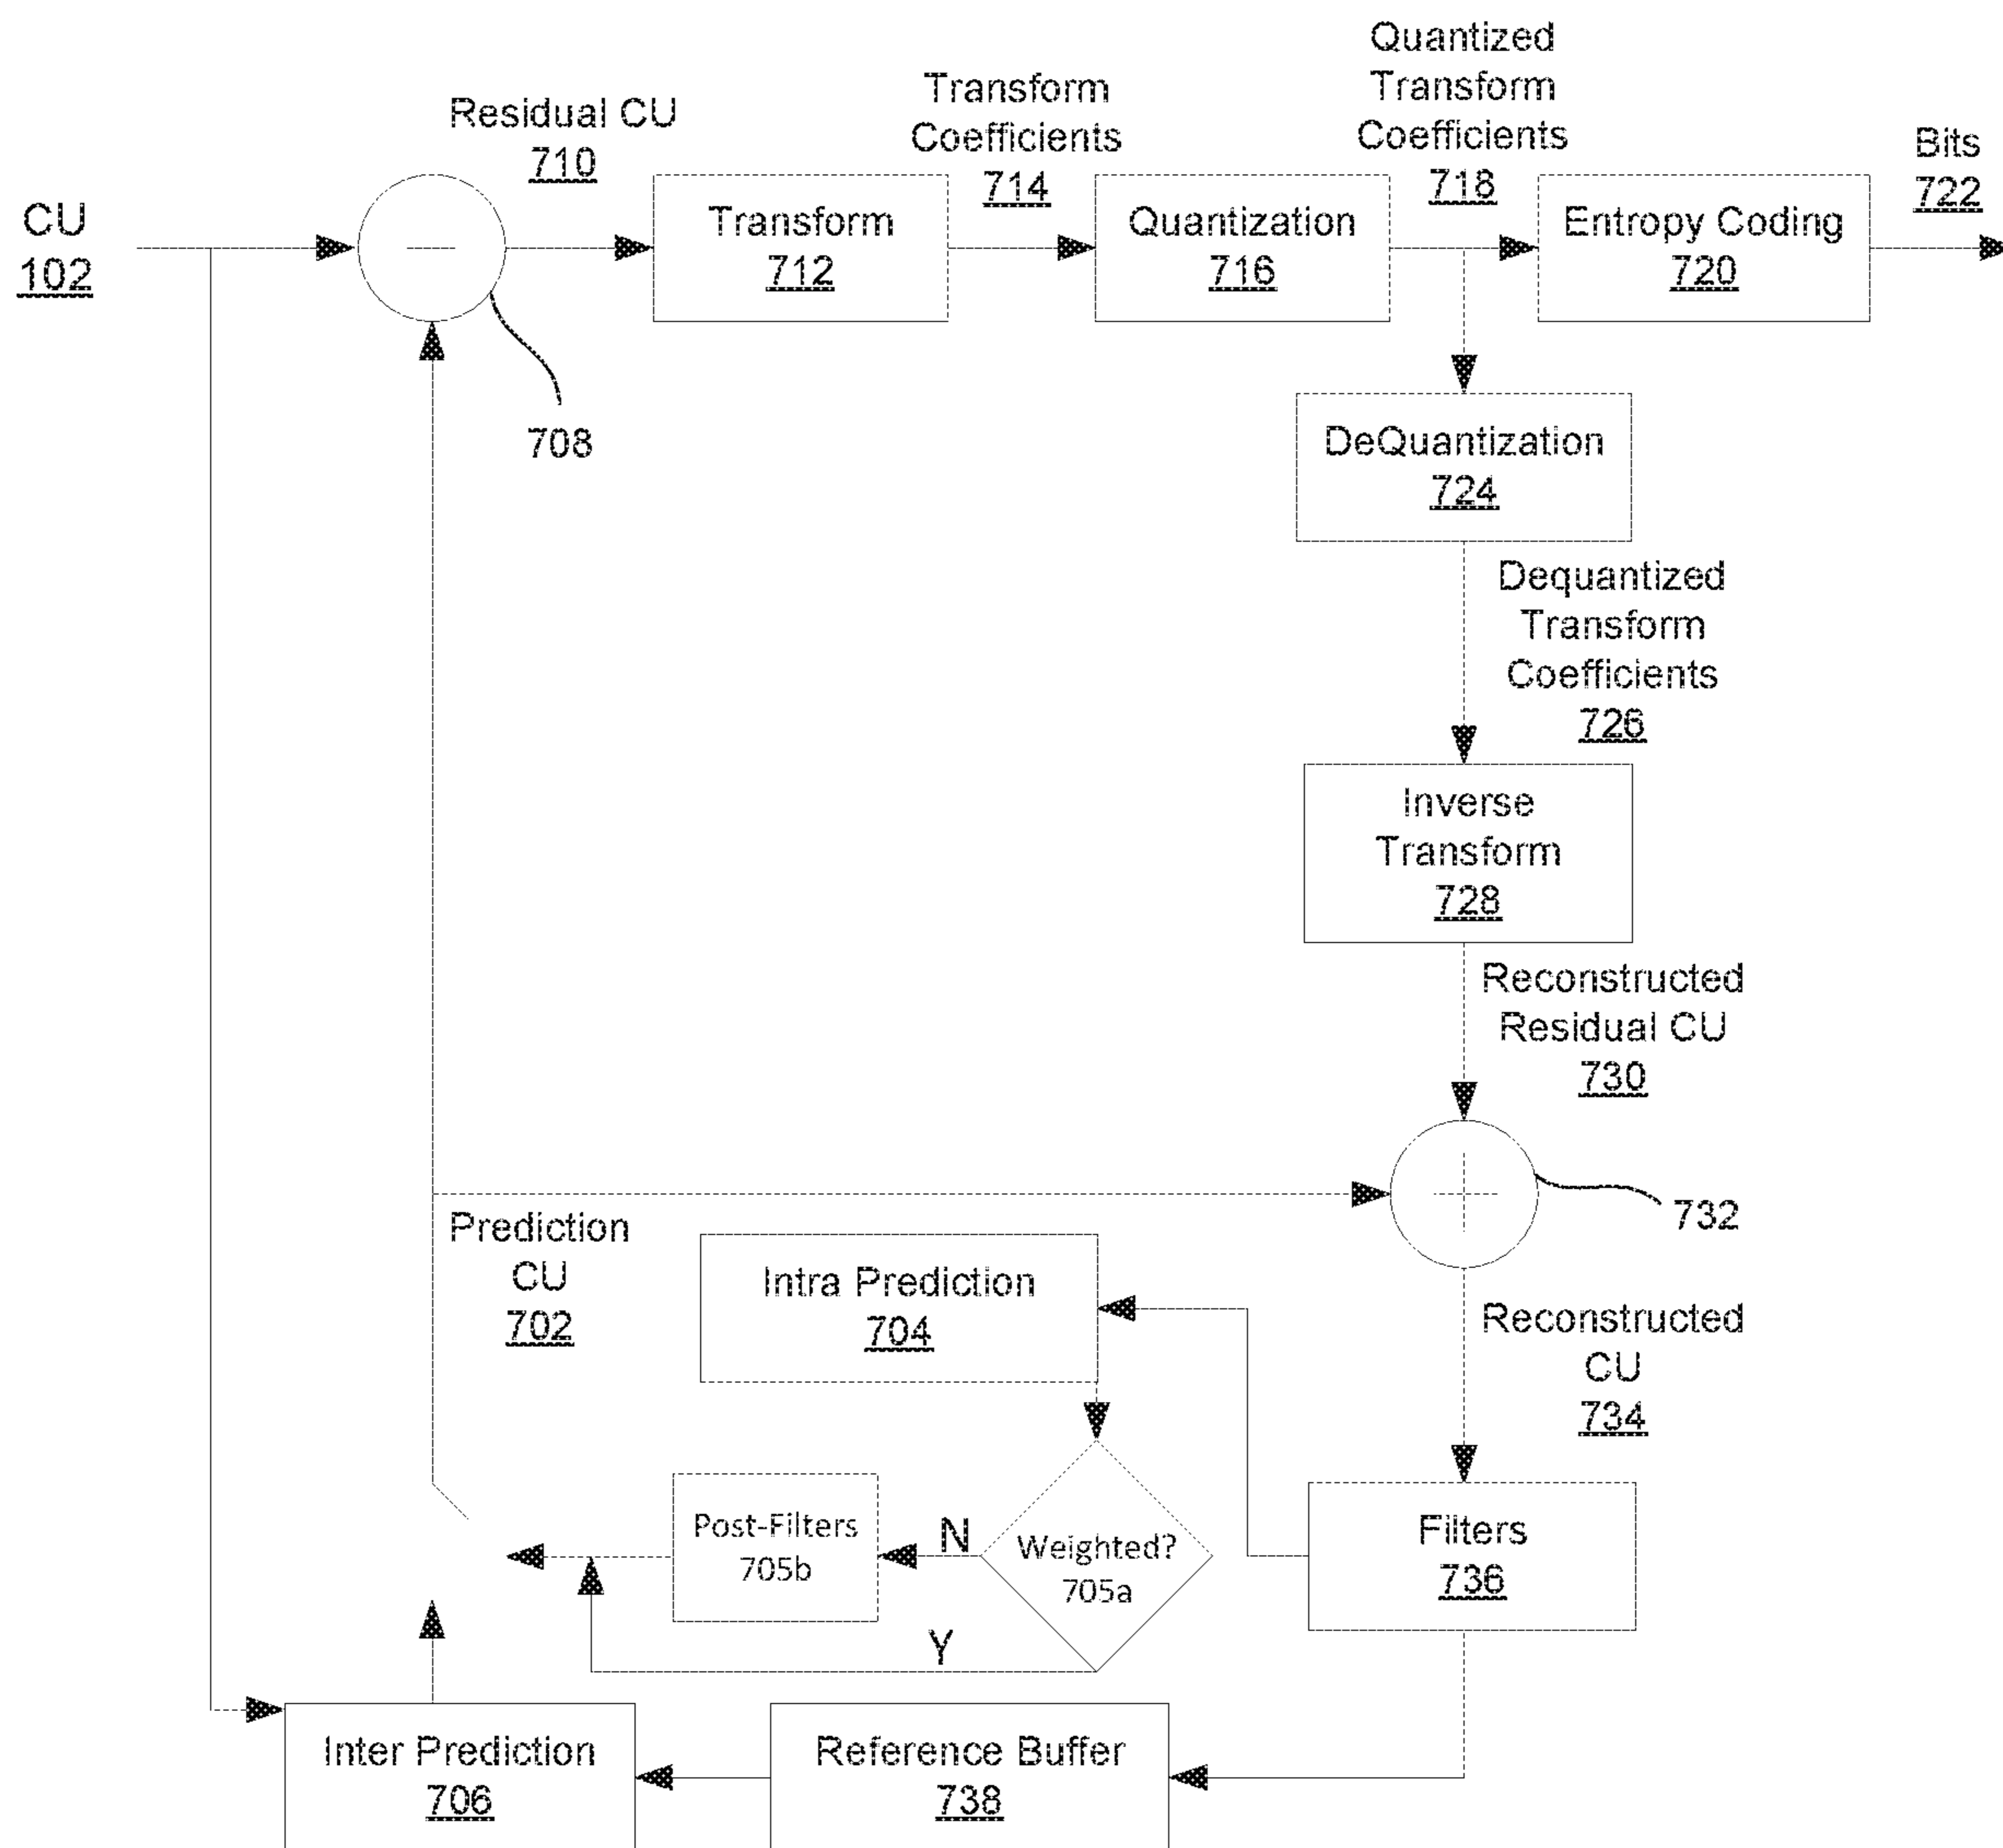 Quantized
Transform
Coefficients
718
Transform
Coefficients
714
Residual CU
710
Bits
722
CU
102
Transform
712
Quantization
716
Entropy Coding
720
708
DeQuantization
724
Dequantized
Transform
Coefficients
726
Inverse
Transform
728
Reconstructed
Residual CU
730
732
Prediction
CU
702
Intra Prediction
704
Reconstructed
CU
734
Post-Filters
705b
N
Weighted?
705a
Filters
736
Y
Inter Prediction
706
Reference Buffer
738